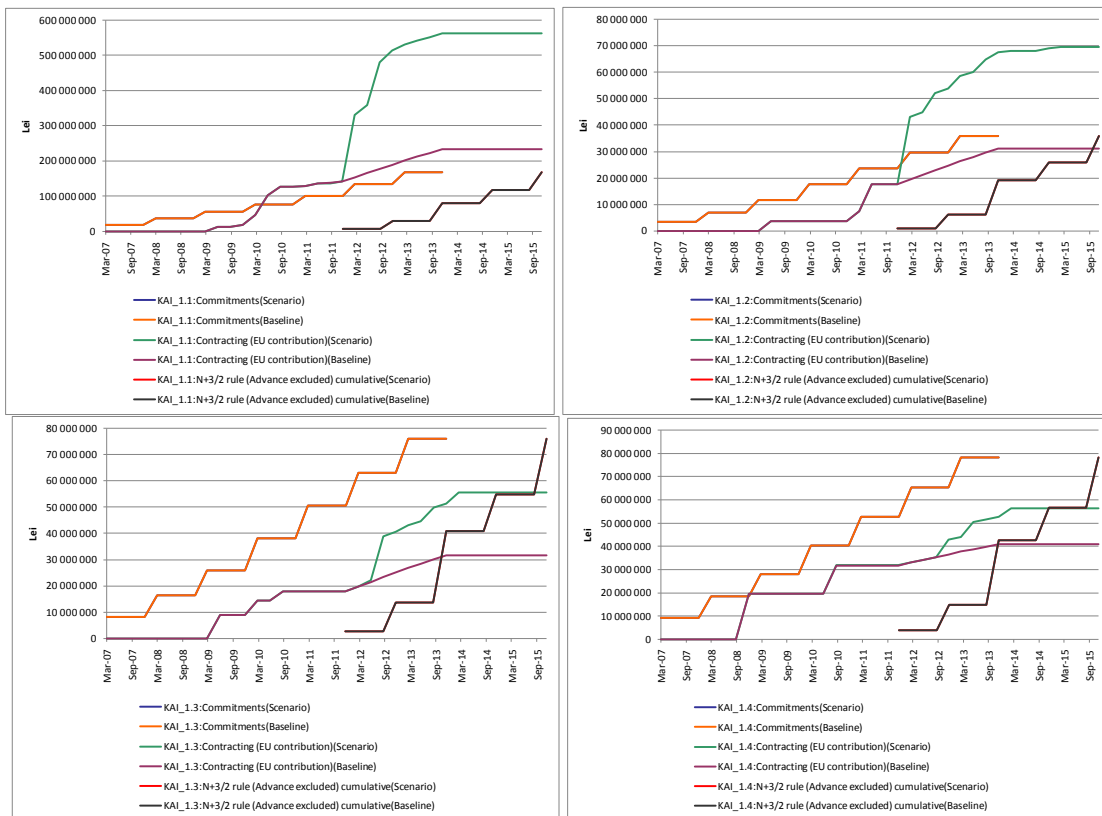 600 000 000
500 000 000
400 000 000
300 000 000
200 000 000
100 000 000
0
Lei
Mar-07
Sep-07
Mar-08
Sep-08
Mar-09
Sep-09
Mar-10
Sep-10
Mar-11
Sep-11
Mar-12
Sep-12
Mar-13
Sep-13
Mar-14
Sep-14
Mar-15
Sep-15
KAI_1.1:Commitments(Scenario)
KAI_1.1:Commitments(Baseline)
KAI_1.1:Contracting (EU contribution)(Scenario)
KAI_1.1:Contracting (EU contribution)(Baseline)
KAI_1.1:N+3/2 rule (Advance excluded) cumulative(Scenario)
KAI_1.1:N+3/2 rule (Advance excluded) cumulative(Baseline)
80 000 000
70 000 000
60 000 000
50 000 000
40 000 000
30 000 000
20 000 000
10 000 000
0
Lei
Mar-07
Sep-07
Mar-08
Sep-08
Mar-09
Sep-09
Mar-10
Sep-10
Mar-11
Sep-11
Mar-12
Sep-12
Mar-13
Sep-13
Mar-14
Sep-14
Mar-15
Sep-15
KAI_1.2:Commitments(Scenario)
KAI_1.2:Commitments(Baseline)
KAI_1.2:Contracting (EU contribution)(Scenario)
KAI_1.2:Contracting (EU contribution)(Baseline)
KAI_1.2:N+3/2 rule (Advance excluded) cumulative(Scenario)
KAI_1.2:N+3/2 rule (Advance excluded) cumulative(Baseline)
80 000 000
70 000 000
60 000 000
50 000 000
40 000 000
30 000 000
20 000 000
10 000 000
0
Lei
Mar-07
Sep-07
Mar-08
Sep-08
Mar-09
Sep-09
Mar-10
Sep-10
Mar-11
Sep-11
Mar-12
Sep-12
Mar-13
Sep-13
Mar-14
Sep-14
Mar-15
Sep-15
KAI_1.3:Commitments(Scenario)
KAI_1.3:Commitments(Baseline)
KAI_1.3:Contracting (EU contribution)(Scenario)
KAI_1.3:Contracting (EU contribution)(Baseline)
KAI_1.3:N+3/2 rule (Advance excluded) cumulative(Scenario)
KAI_1.3:N+3/2 rule (Advance excluded) cumulative(Baseline)
90 000 000
80 000 000
70 000 000
60 000 000
50 000 000
40 000 000
30 000 000
20 000 000
10 000 000
0
Lei
Mar-07
Sep-07
Mar-08
Sep-08
Mar-09
Sep-09
Mar-10
Sep-10
Mar-11
Sep-11
Mar-12
Sep-12
Mar-13
Sep-13
Mar-14
Sep-14
Mar-15
Sep-15
KAI_1.4:Commitments(Scenario)
KAI_1.4:Commitments(Baseline)
KAI_1.4:Contracting (EU contribution)(Scenario)
KAI_1.4:Contracting (EU contribution)(Baseline)
KAI_1.4:N+3/2 rule (Advance excluded) cumulative(Scenario)
KAI_1.4:N+3/2 rule (Advance excluded) cumulative(Baseline)